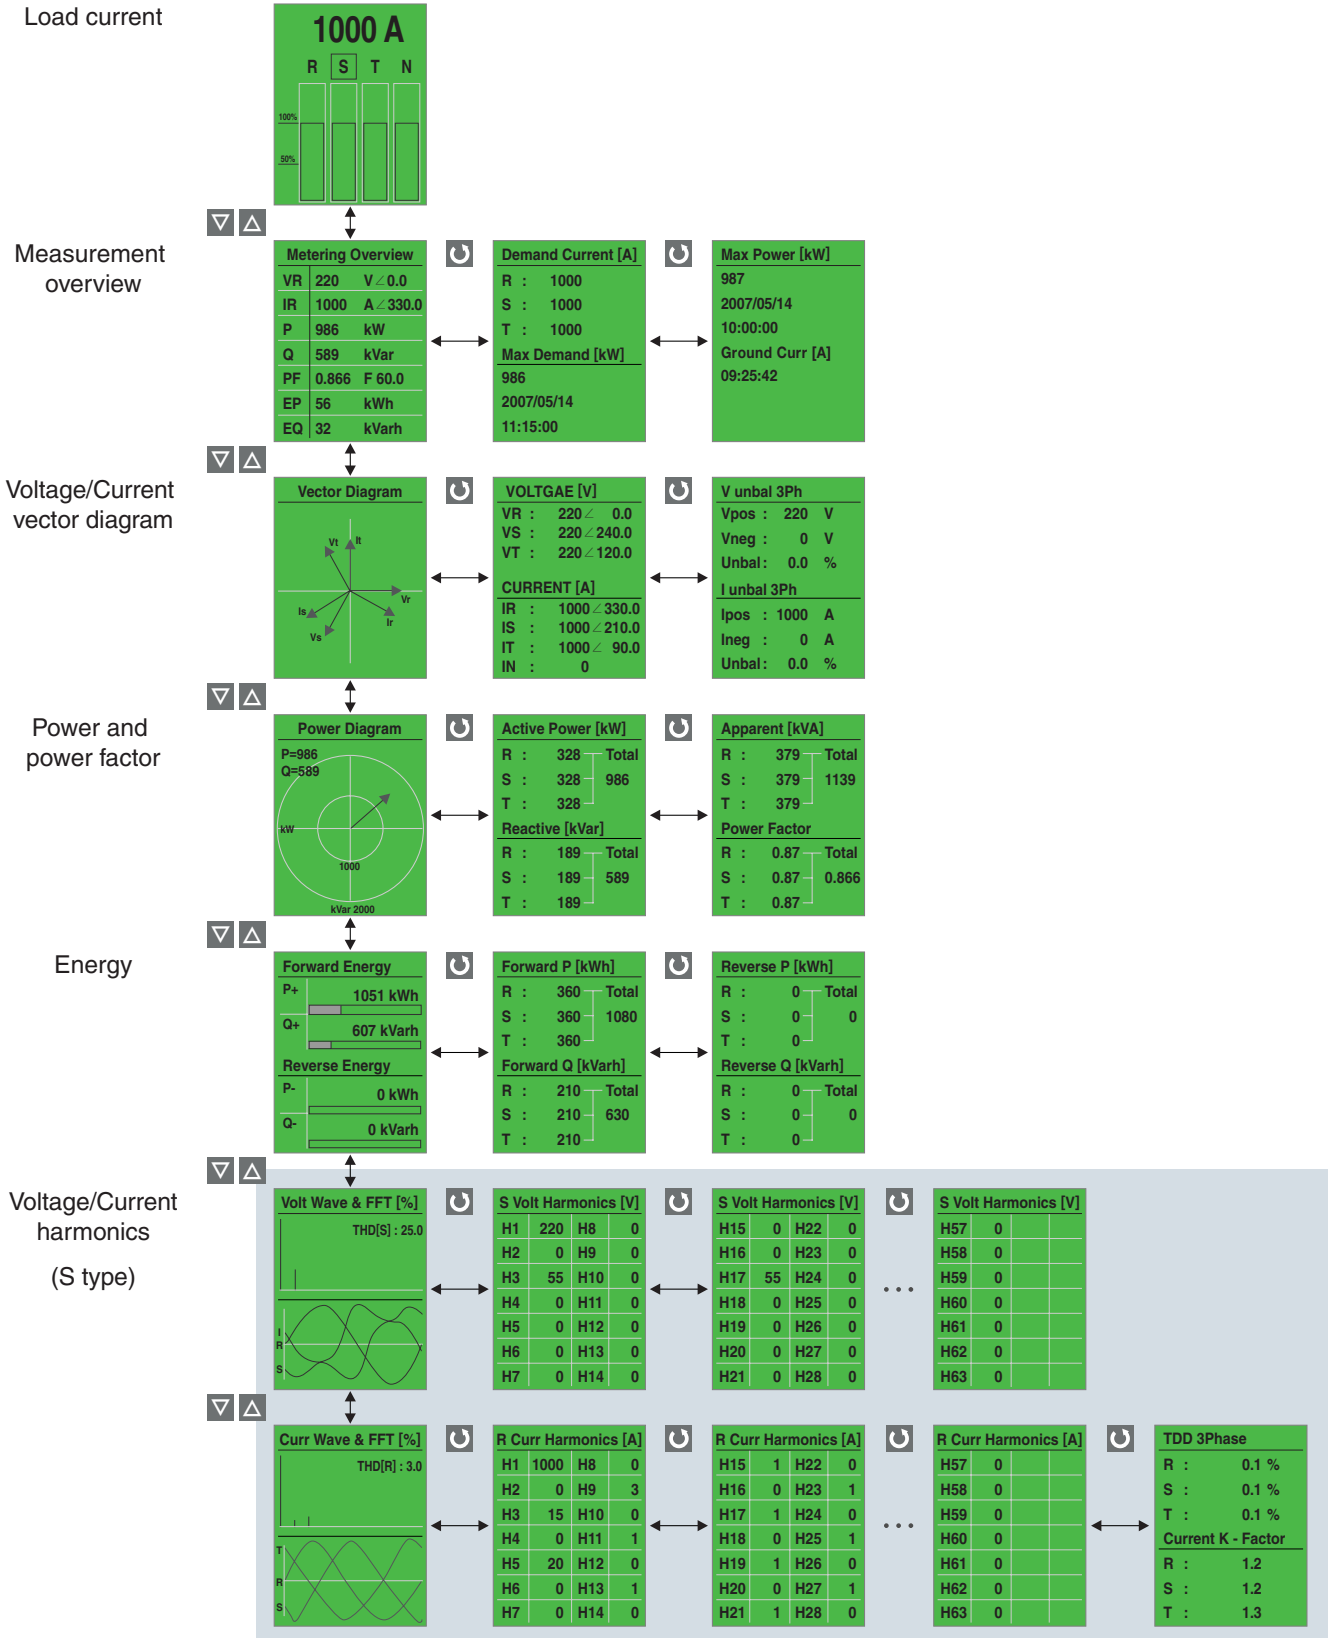 Load current
1000 A
R S T N
100%
50%
Measurement
overview
Metering Overview
VR 220 V∠0.0
IR 1000 A∠330.0
P 986 kW
Q 589 kVar
PF 0.866 F 60.0
EP 56 kWh
EQ 32 kVarh
Demand Current [A]
R : 1000
S : 1000
T : 1000
Max Demand [kW]
986
2007/05/14
11:15:00
Max Power [kW]
987
2007/05/14
10:00:00
Ground Curr [A]
09:25:42
Voltage/Current
vector diagram
Vector Diagram
Vt It
Vr
Is
Ir
Vs
VOLTGAE [V]
VR : 220∠ 0.0
VS : 220∠240.0
VT : 220∠120.0
CURRENT [A]
IR : 1000∠330.0
IS : 1000∠210.0
IT : 1000∠ 90.0
IN : 0
V unbal 3Ph
Vpos : 220 V
Vneg : 0 V
Unbal : 0.0 %
I unbal 3Ph
Ipos : 1000 A
Ineg : 0 A
Unbal : 0.0 %
Power and
power factor
Power Diagram
P=986
Q=589
kW
1000
kVar 2000
Active Power [kW]
R : 328 Total
S : 328 986
T : 328
Reactive [kVar]
R : 189 Total
S : 189 589
T : 189
Apparent [kVA]
R : 379 Total
S : 379 1139
T : 379
Power Factor
R : 0.87 Total
S : 0.87 0.866
T : 0.87
Energy
Forward Energy
P+ 1051 kWh
Q+ 607 kVarh
Reverse Energy
P- 0 kWh
Q- 0 kVarh
Forward P [kWh]
R : 360 Total
S : 360 1080
T : 360
Forward Q [kVarh]
R : 210 Total
S : 210 630
T : 210
Reverse P [kWh]
R : 0 Total
S : 0 0
T : 0
Reverse Q [kVarh]
R : 0 Total
S : 0 0
T : 0
Voltage/Current
harmonics
(S type)
Volt Wave & FFT [%]
THD[S] : 25.0
I
R
S
S Volt Harmonics [V]
H1 220 H8 0
H2 0 H9 0
H3 55 H10 0
H4 0 H11 0
H5 0 H12 0
H6 0 H13 0
H7 0 H14 0
S Volt Harmonics [V]
H15 0 H22 0
H16 0 H23 0
H17 55 H24 0
H18 0 H25 0
H19 0 H26 0
H20 0 H27 0
H21 0 H28 0
• • •
S Volt Harmonics [V]
H57 0
H58 0
H59 0
H60 0
H61 0
H62 0
H63 0
Curr Wave & FFT [%]
THD[R] : 3.0
T
R
S
R Curr Harmonics [A]
H1 1000 H8 0
H2 0 H9 3
H3 15 H10 0
H4 0 H11 1
H5 20 H12 0
H6 0 H13 1
H7 0 H14 0
R Curr Harmonics [A]
H15 1 H22 0
H16 0 H23 1
H17 1 H24 0
H18 0 H25 1
H19 1 H26 0
H20 0 H27 1
H21 1 H28 0
• • •
R Curr Harmonics [A]
H57 0
H58 0
H59 0
H60 0
H61 0
H62 0
H63 0
TDD 3Phase
R : 0.1 %
S : 0.1 %
T : 0.1 %
Current K - Factor
R : 1.2
S : 1.2
T : 1.3